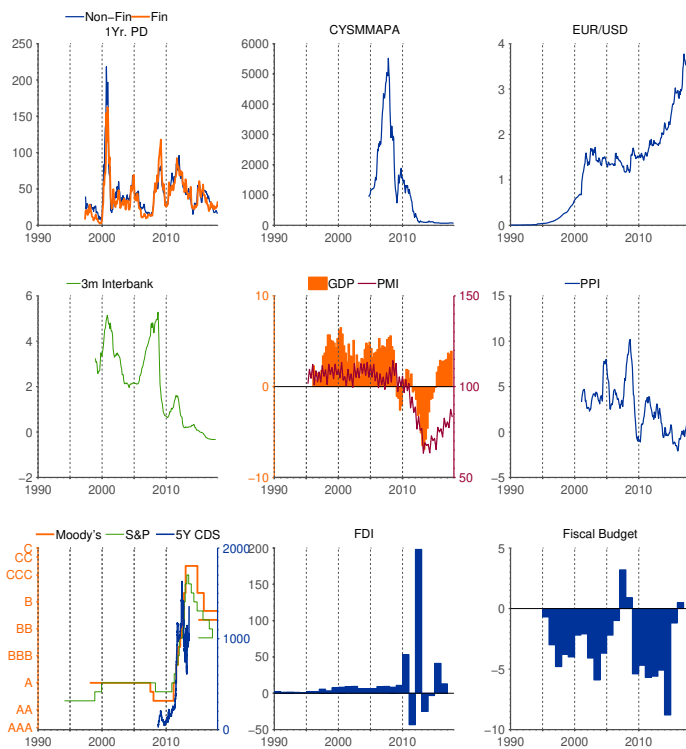 Non−Fin Fin
1Yr. PD
CYSMMAPA
EUR/USD
250
200
150
100
50
0
1990 2000 2010
6000
5000
4000
3000
2000
1000
0
1990 2000 2010
4
3
2
1
0
1990 2000 2010
3m Interbank
GDP PMI
PPI
6
4
2
0
−2
1990 2000 2010
10
0
−10
150
100
50
1990 2000 2010
15
10
5
0
−5
1990 2000 2010
Moody's S&P 5Y CDS
FDI
Fiscal Budget
C
CC
CCC
B
BB
BBB
A
AA
AAA
2000
1000
0
1990 2000 2010
200
150
100
50
0
−50
1990 2000 2010
5
0
−5
−10
1990 2000 2010